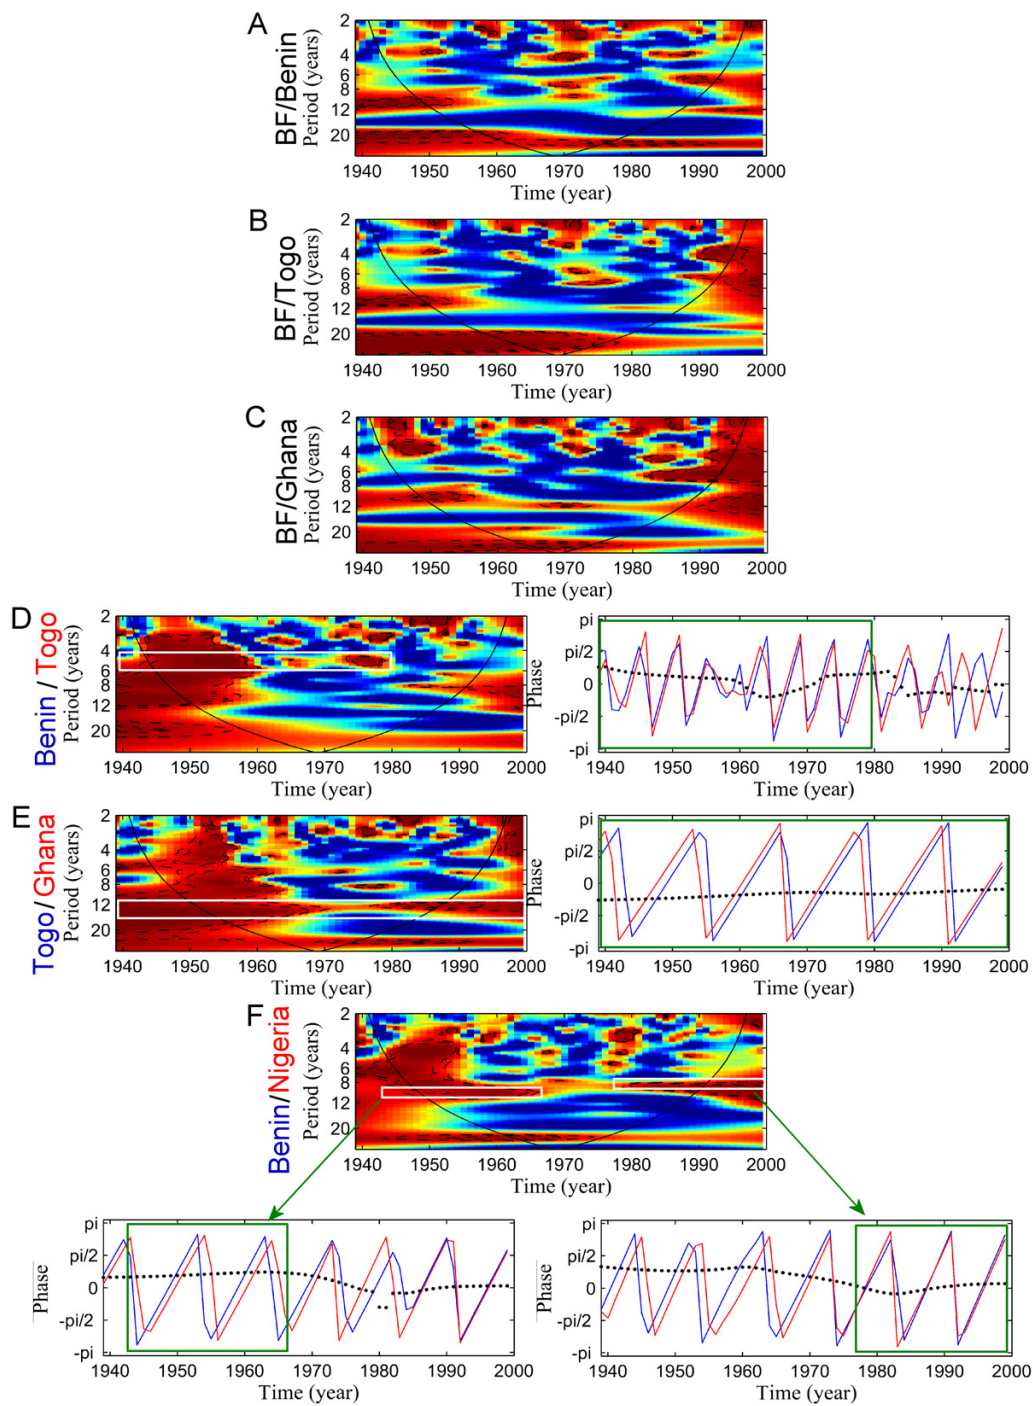 A
BF/Benin
Period (years)
2
4
6
8
12
20
1940 1950 1960 1970 1980 1990 2000
Time (year)
B
BF/Togo
Period (years)
2
4
6
8
12
20
1940 1950 1960 1970 1980 1990 2000
Time (year)
C
BF/Ghana
Period (years)
2
4
6
8
12
20
1940 1950 1960 1970 1980 1990 2000
Time (year)
D
Benin / Togo
Period (years)
2
4
6
8
12
20
1940 1950 1960 1970 1980 1990 2000
Time (year)
Phase
pi
pi/2
0
-pi/2
-pi
1940 1950 1960 1970 1980 1990 2000
Time (year)
E
Togo/Ghana
Period (years)
2
4
6
8
12
20
1940 1950 1960 1970 1980 1990 2000
Time (year)
Phase
pi
pi/2
0
-pi/2
-pi
1940 1950 1960 1970 1980 1990 2000
Time (year)
F
Benin/Nigeria
Period (years)
2
4
6
8
12
20
1940 1950 1960 1970 1980 1990 2000
Time (year)
Phase
pi
pi/2
0
-pi/2
-pi
1940 1950 1960 1970 1980 1990 2000
Time (year)
Phase
pi
pi/2
0
-pi/2
-pi
1940 1950 1960 1970 1980 1990 2000
Time (year)